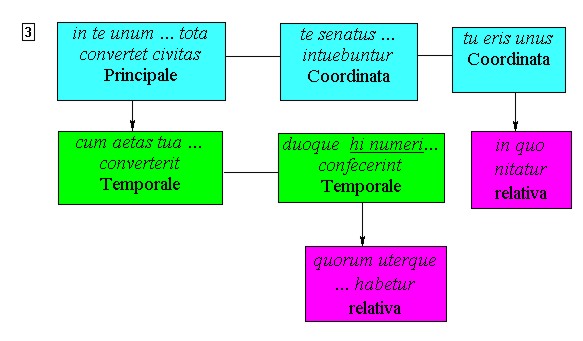 3
in te unum ... tota
convertet civitas
Principale
te senatus ...
intuebuntur
Coordinata
tu eris unus
Coordinata
cum aetas tua ...
converterit
Temporale
duoque hi numeri...
confecerint
Temporale
in quo
nitatur
relativa
quorum uterque
... habetur
relativa